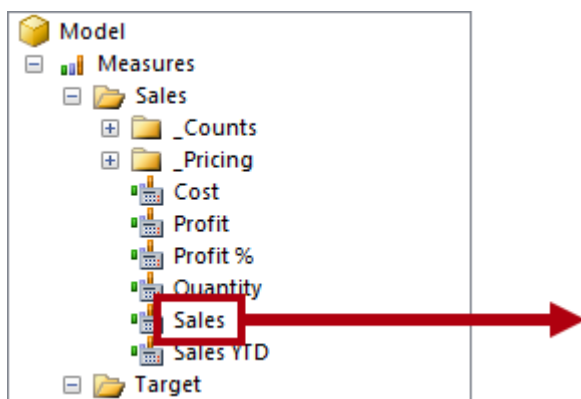 Model
Measures
Sales
_Counts
_Pricing
Cost
Profit
Profit %
Quantity
Sales
Sales YTD
Target